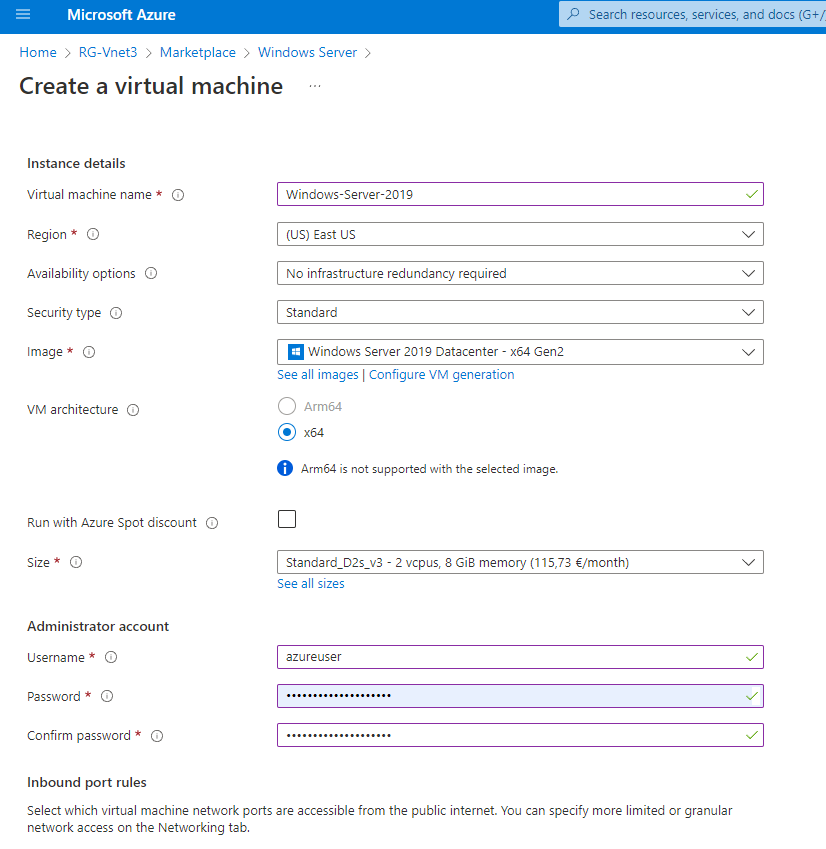 Microsoft Azure
Search resources, services, and docs (G+/)
Home > RG-Vnet3 > Marketplace > Windows Server >
Create a virtual machine ...
Instance details
Virtual machine name * Windows-Server-2019
Region * (US) East US
Availability options No infrastructure redundancy required
Security type Standard
Image * Windows Server 2019 Datacenter - x64 Gen2
See all images | Configure VM generation
VM architecture Arm64
x64
Arm64 is not supported with the selected image.
Run with Azure Spot discount
Size * Standard_D2s_v3 - 2 vcpus, 8 GiB memory (115,73 €/month)
See all sizes
Administrator account
Username * azureuser
Password * ••••••••••••••••••••
Confirm password * ••••••••••••••••••••
Inbound port rules
Select which virtual machine network ports are accessible from the public internet. You can specify more limited or granular
network access on the Networking tab.